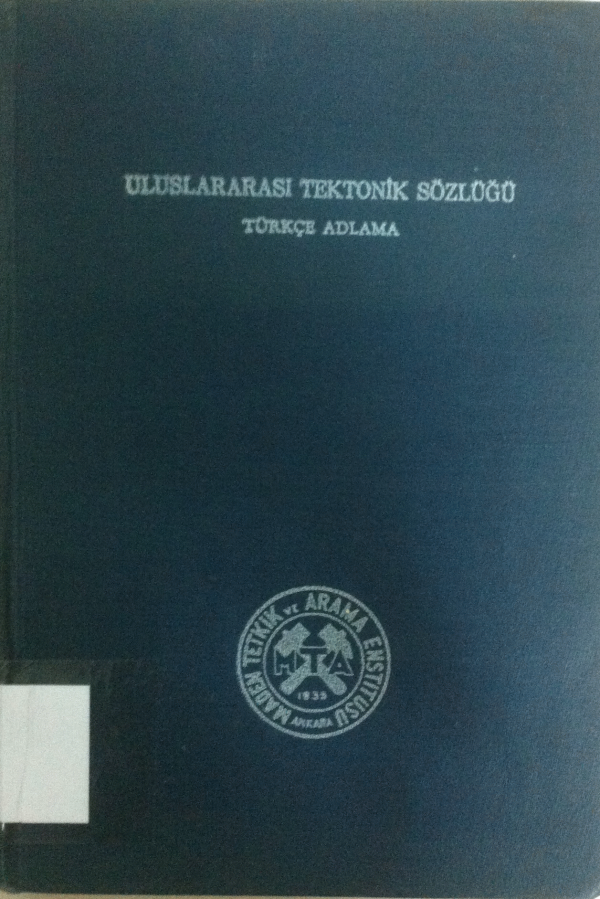 ULUSLARARASI TEKTONİK SÖZLÜĞÜ
TÜRKÇE ADLAMA
MADEN TETKİK ve ARAMA ENSTİTÜSÜ
MTA
1935
ANKARA